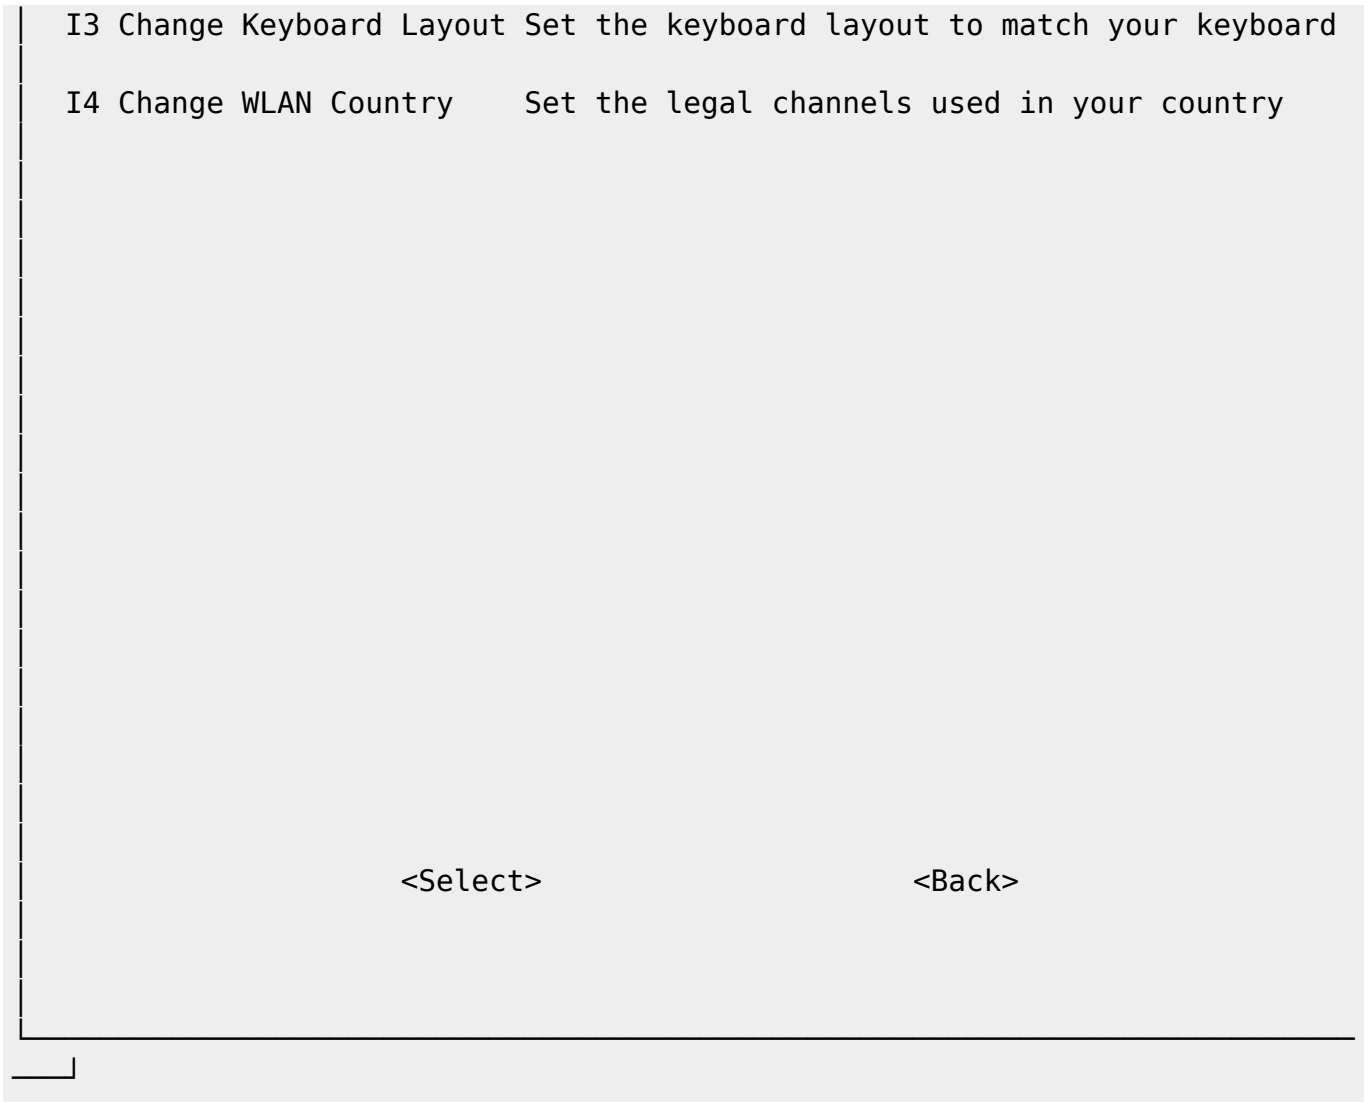 I3 Change Keyboard Layout Set the keyboard layout to match your keyboard
I4 Change WLAN Country    Set the legal channels used in your country
<Select>                     <Back>